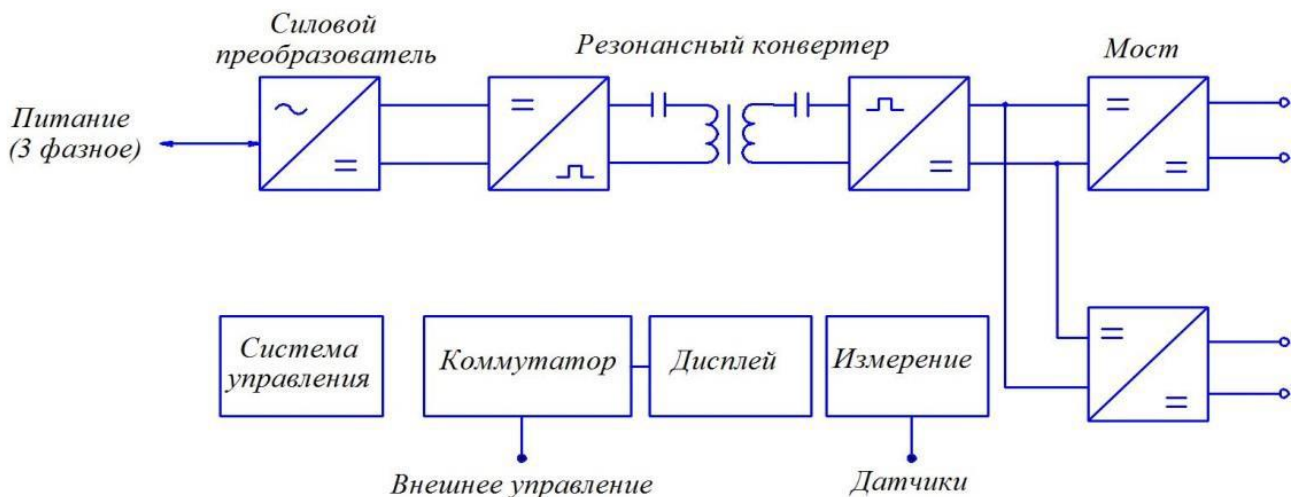 Силовой
преобразователь
Резонансный конвертер
Мост
Питание
(3 фазное)
Система
управления
Коммутатор
Дисплей
Измерение
Внешнее управление
Датчики